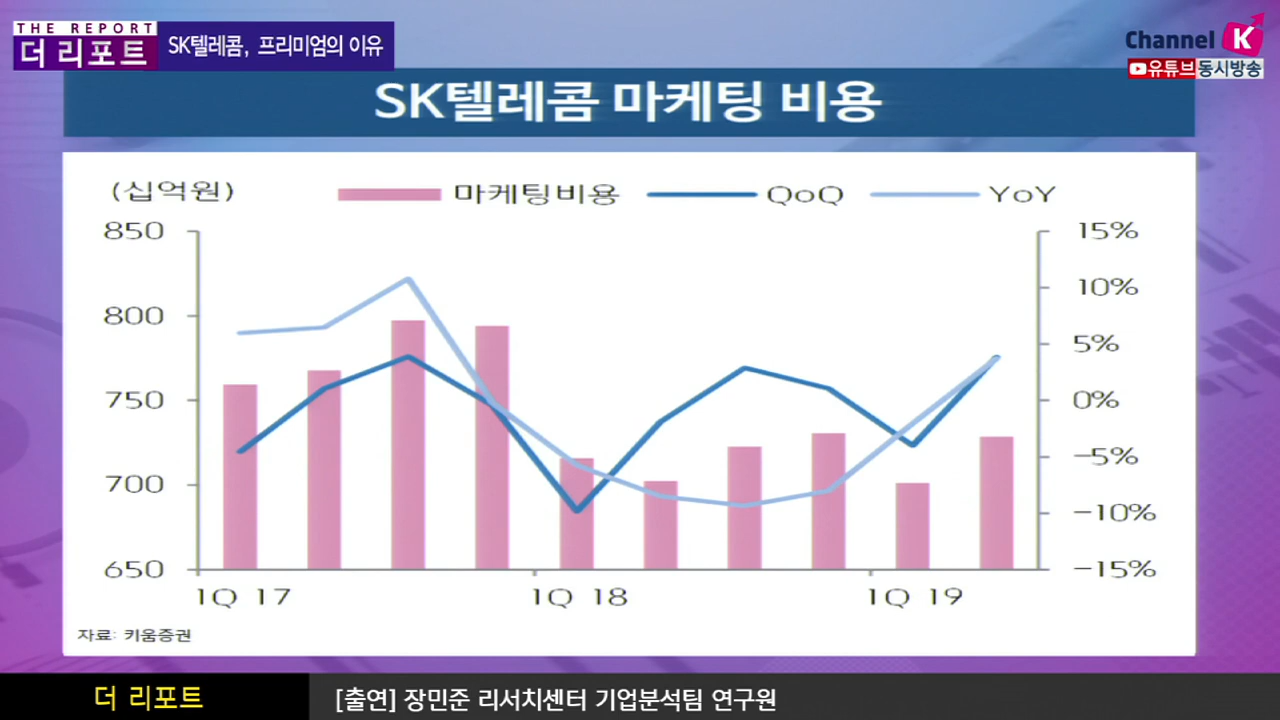 THE REPORT
더 리포트
SK텔레콤, 프리미엄의 이유
Channel K
유튜브동시방송
SK텔레콤 마케팅 비용
(십억원)
마케팅비용 QoQ YoY
850 15%
10%
800
5%
750 0%
-5%
700
-10%
650 -15%
1Q 17 1Q 18 1Q 19
자료: 키움증권
더 리포트
[출연] 장민준 리서치센터 기업분석팀 연구원